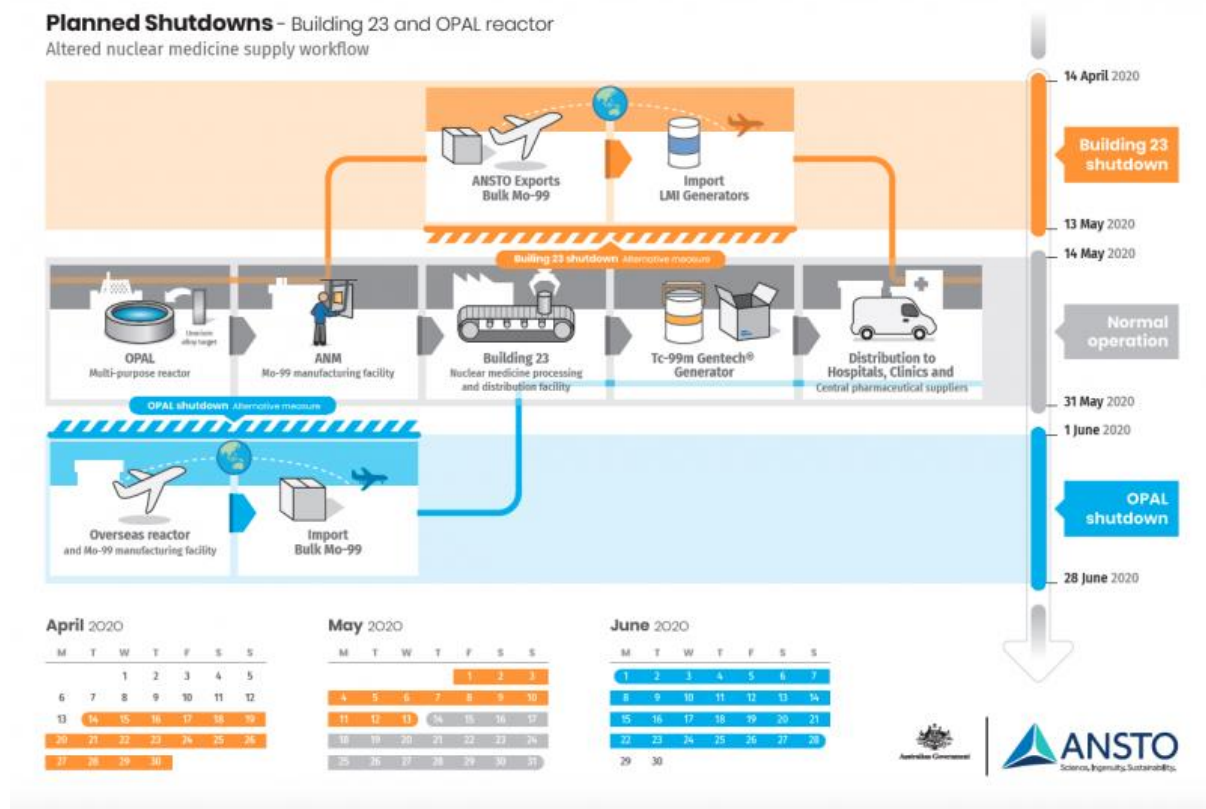 Planned Shutdowns - Building 23 and OPAL reactor
Altered nuclear medicine supply workflow
14 April 2020
Building 23
shutdown
13 May 2020
ANSTO Exports
Bulk Mo-99
Import
LMI Generators
Builing 23 shutdown Alternative measure
14 May 2020
Normal
operation
31 May 2020
Uranium
alloy target
OPAL
Multi-purpose reactor
ANM
Mo-99 manufacturing facility
Building 23
Nuclear medicine processing
and distribution facility
Tc-99m Gentech®
Generator
Distribution to
Hospitals, Clinics and
Central pharmaceutical suppliers
OPAL shutdown Alternative measure
1 June 2020
OPAL
shutdown
28 June 2020
Overseas reactor
and Mo-99 manufacturing facility
Import
Bulk Mo-99
April 2020
M T W T F S S
1 2 3 4 5
6 7 8 9 10 11 12
13 14 15 16 17 18 19
20 21 22 23 24 25 26
27 28 29 30
May 2020
M T W T F S S
1 2 3
4 5 6 7 8 9 10
11 12 13 14 15 16 17
18 19 20 21 22 23 24
25 26 27 28 29 30 31
June 2020
M T W T F S S
1 2 3 4 5 6 7
8 9 10 11 12 13 14
15 16 17 18 19 20 21
22 23 24 25 26 27 28
29 30
Australian Government
ANSTO
Science. Ingenuity. Sustainability.